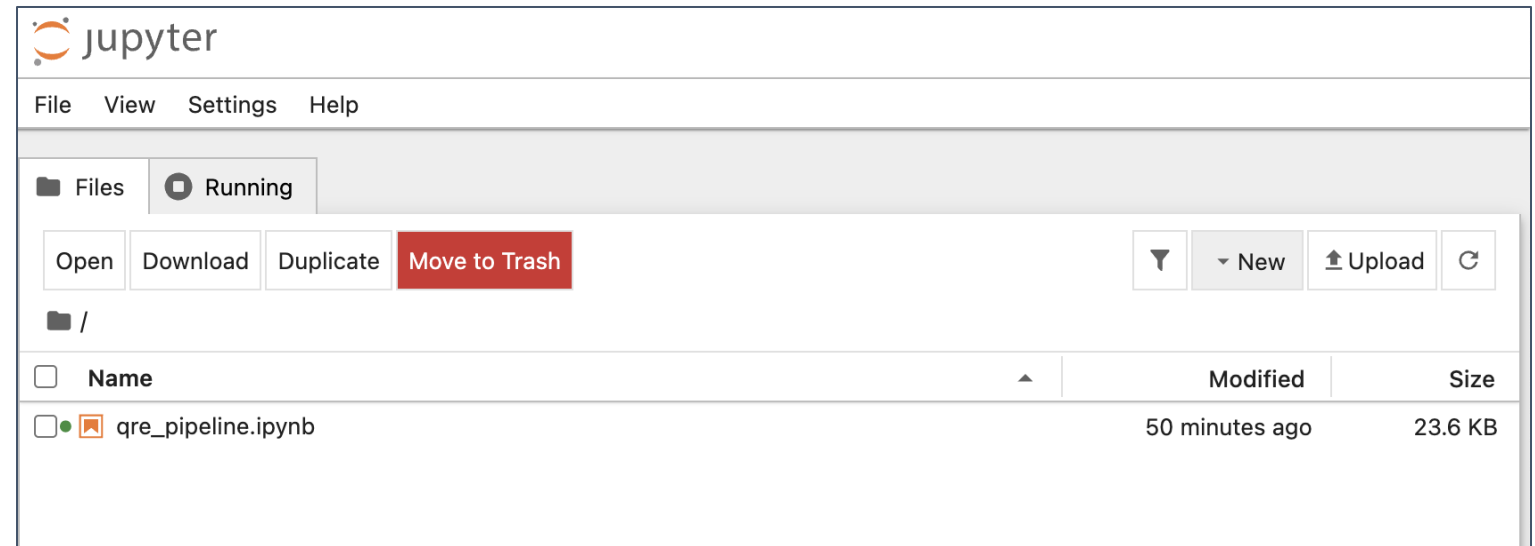 jupyter
File View Settings Help
Files Running
Open Download Duplicate Move to Trash New Upload
/
Name Modified Size
qre_pipeline.ipynb 50 minutes ago 23.6 KB